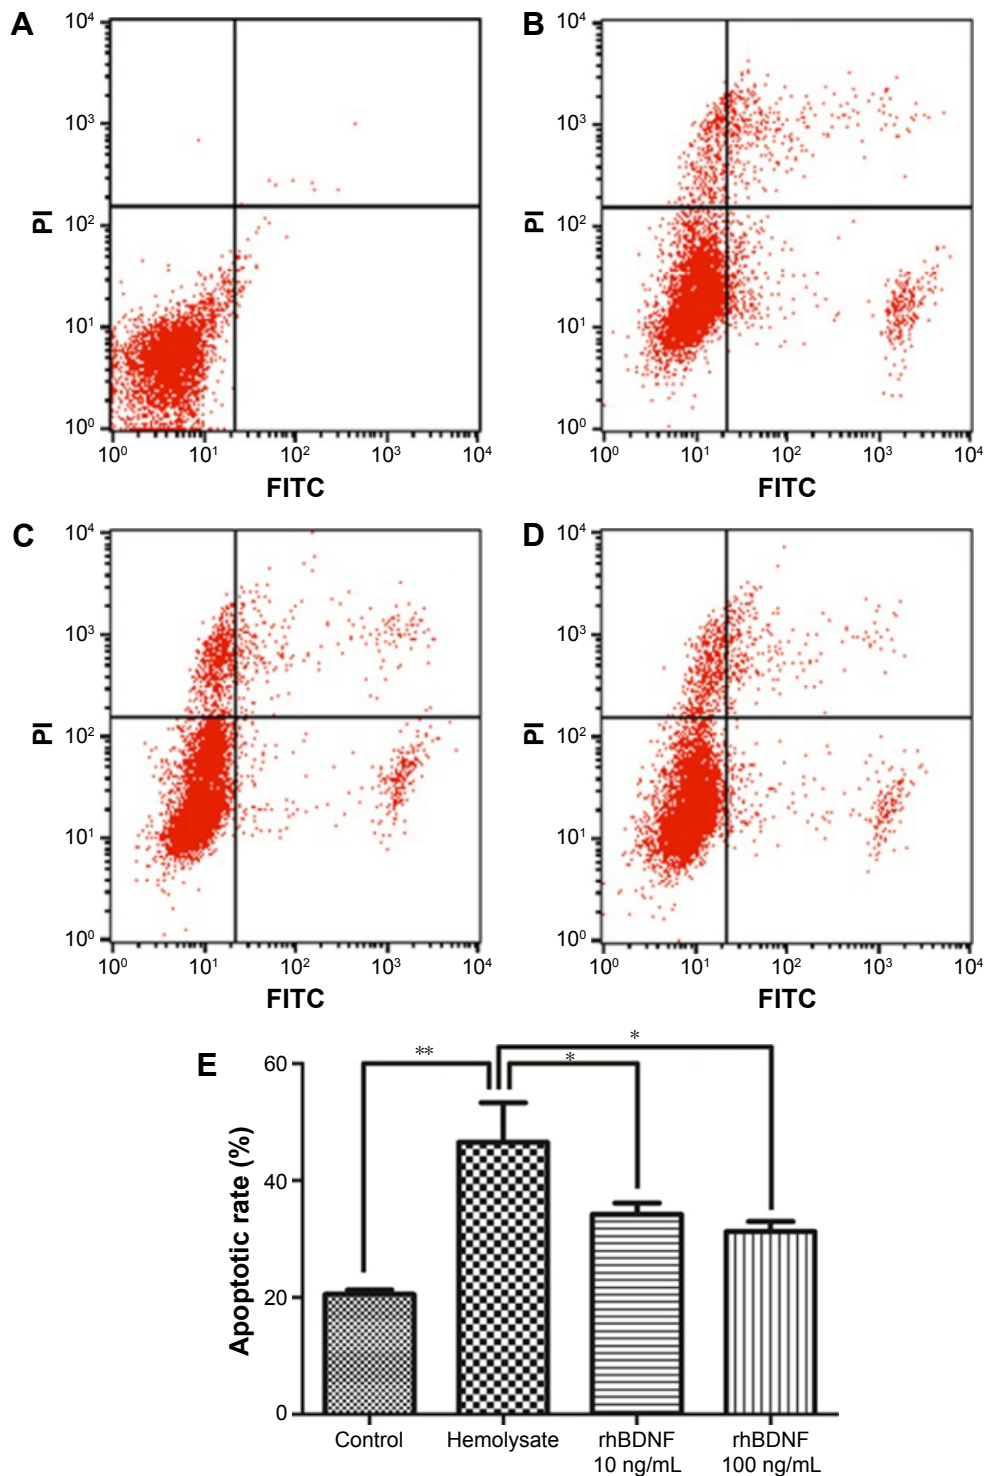 A
B
10⁴
10³
10²
10¹
10⁰
PI
10⁰ 10¹ 10² 10³ 10⁴
FITC
10⁴
10³
10²
10¹
10⁰
PI
10⁰ 10¹ 10² 10³ 10⁴
FITC
C
D
10⁴
10³
10²
10¹
10⁰
PI
10⁰ 10¹ 10² 10³ 10⁴
FITC
10⁴
10³
10²
10¹
10⁰
PI
10⁰ 10¹ 10² 10³ 10⁴
FITC
E
Apoptotic rate (%)
60
40
20
0
**
*
*
Control
Hemolysate
rhBDNF
10 ng/mL
rhBDNF
100 ng/mL